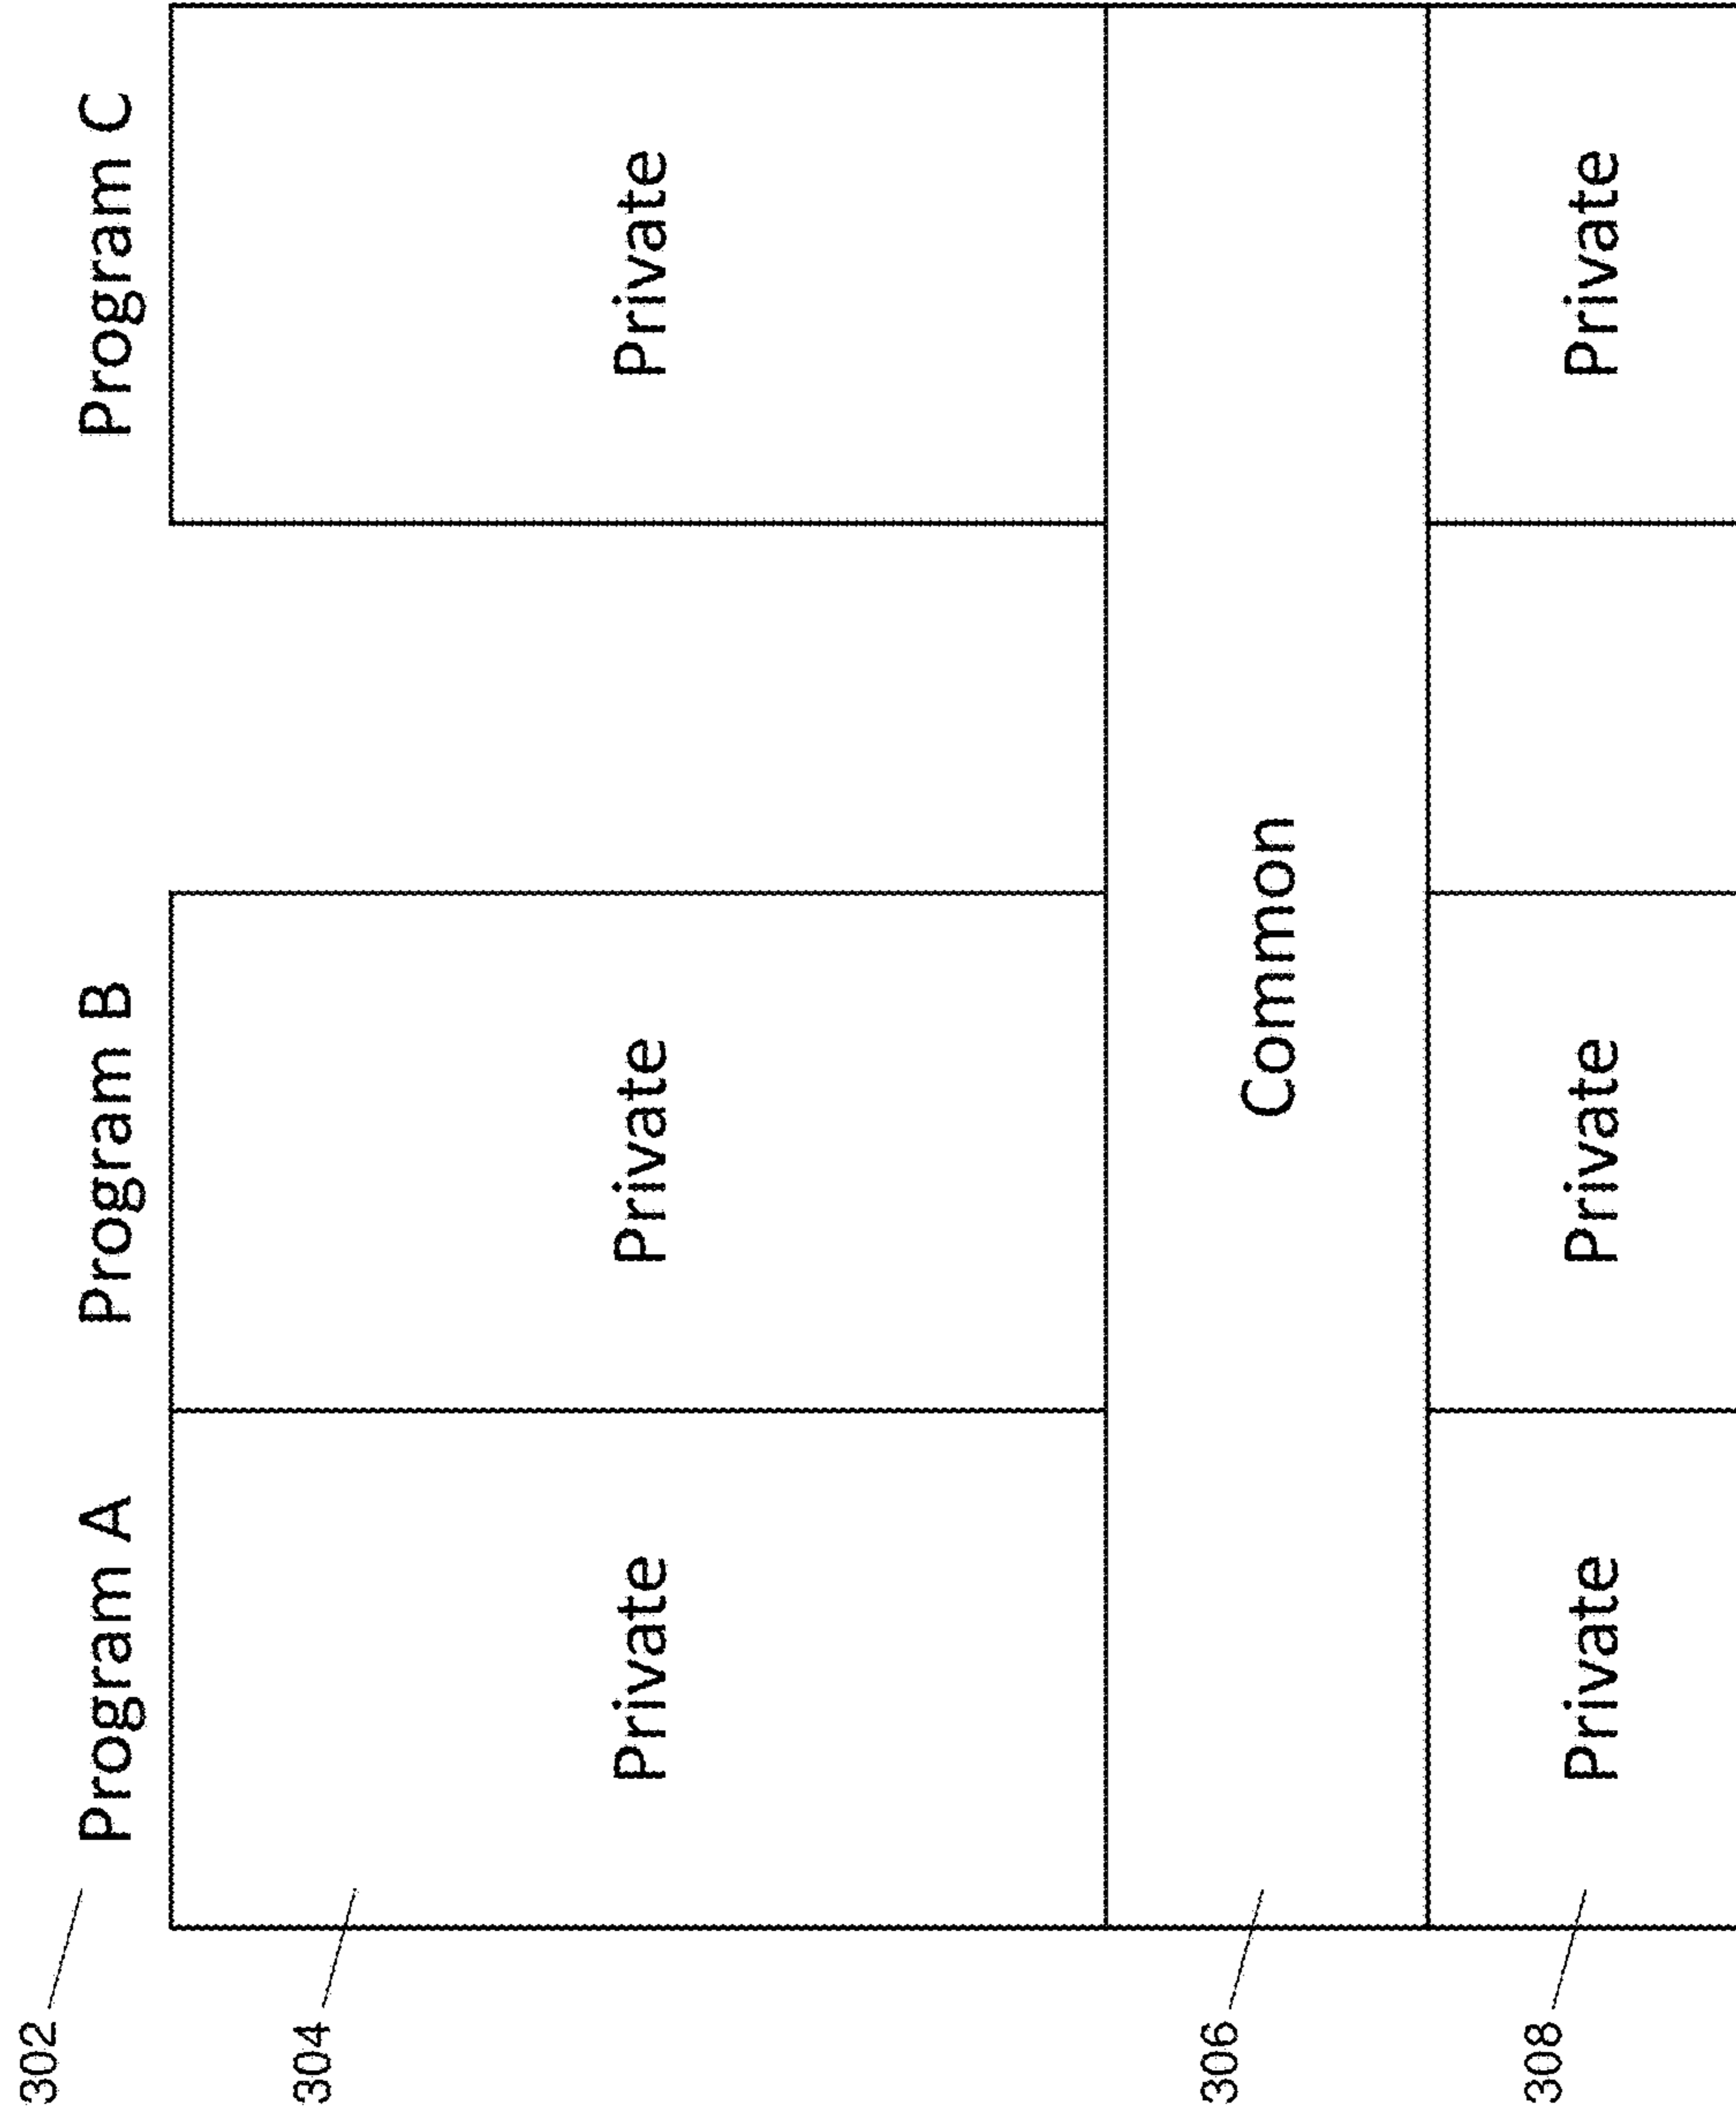 302 Program A Program B Program C
304 Private Private Private
306 Common
308 Private Private Private